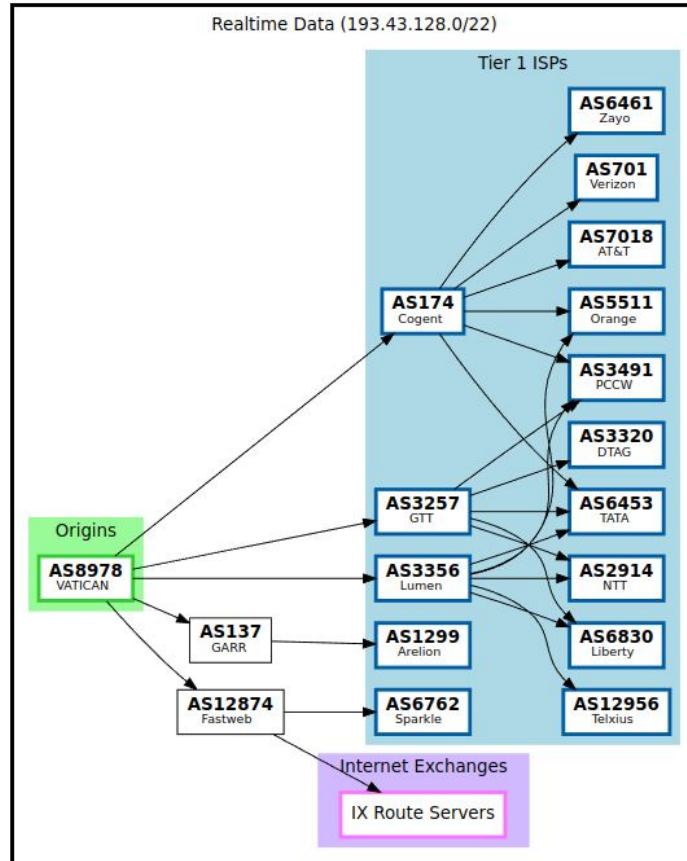 Realtime Data (193.43.128.0/22)
Tier 1 ISPs
AS6461
Zayo
AS701
Verizon
AS7018
AT&T
AS174
Cogent
AS5511
Orange
AS3491
PCCW
AS3320
DTAG
AS3257
GTT
AS6453
TATA
Origins
AS8978
VATICAN
AS3356
Lumen
AS2914
NTT
AS137
GARR
AS1299
Arelion
AS6830
Liberty
AS12874
Fastweb
AS6762
Sparkle
AS12956
Telxius
Internet Exchanges
IX Route Servers